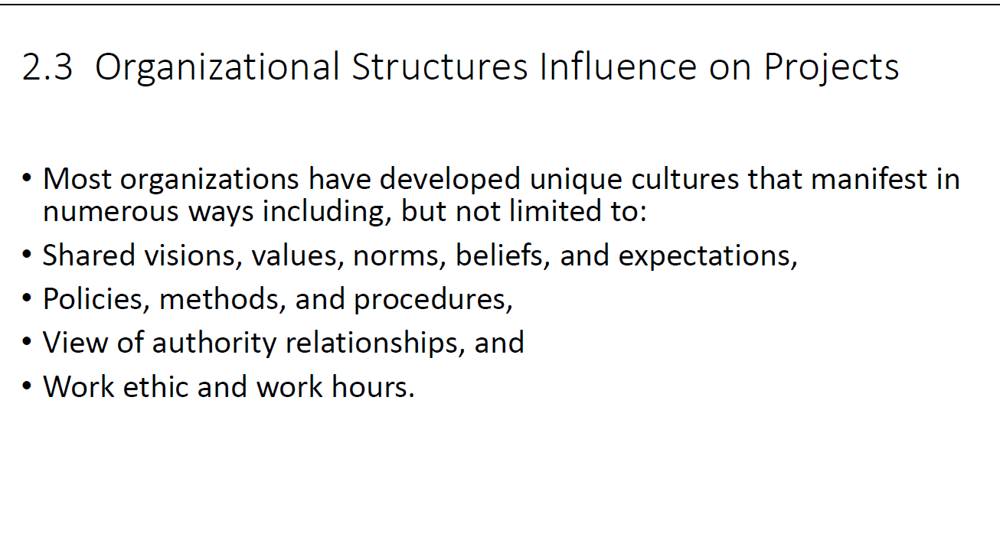 2.3 Organizational Structures Influence on Projects
• Most organizations have developed unique cultures that manifest in
numerous ways including, but not limited to:
• Shared visions, values, norms, beliefs, and expectations,
• Policies, methods, and procedures,
• View of authority relationships, and
• Work ethic and work hours.